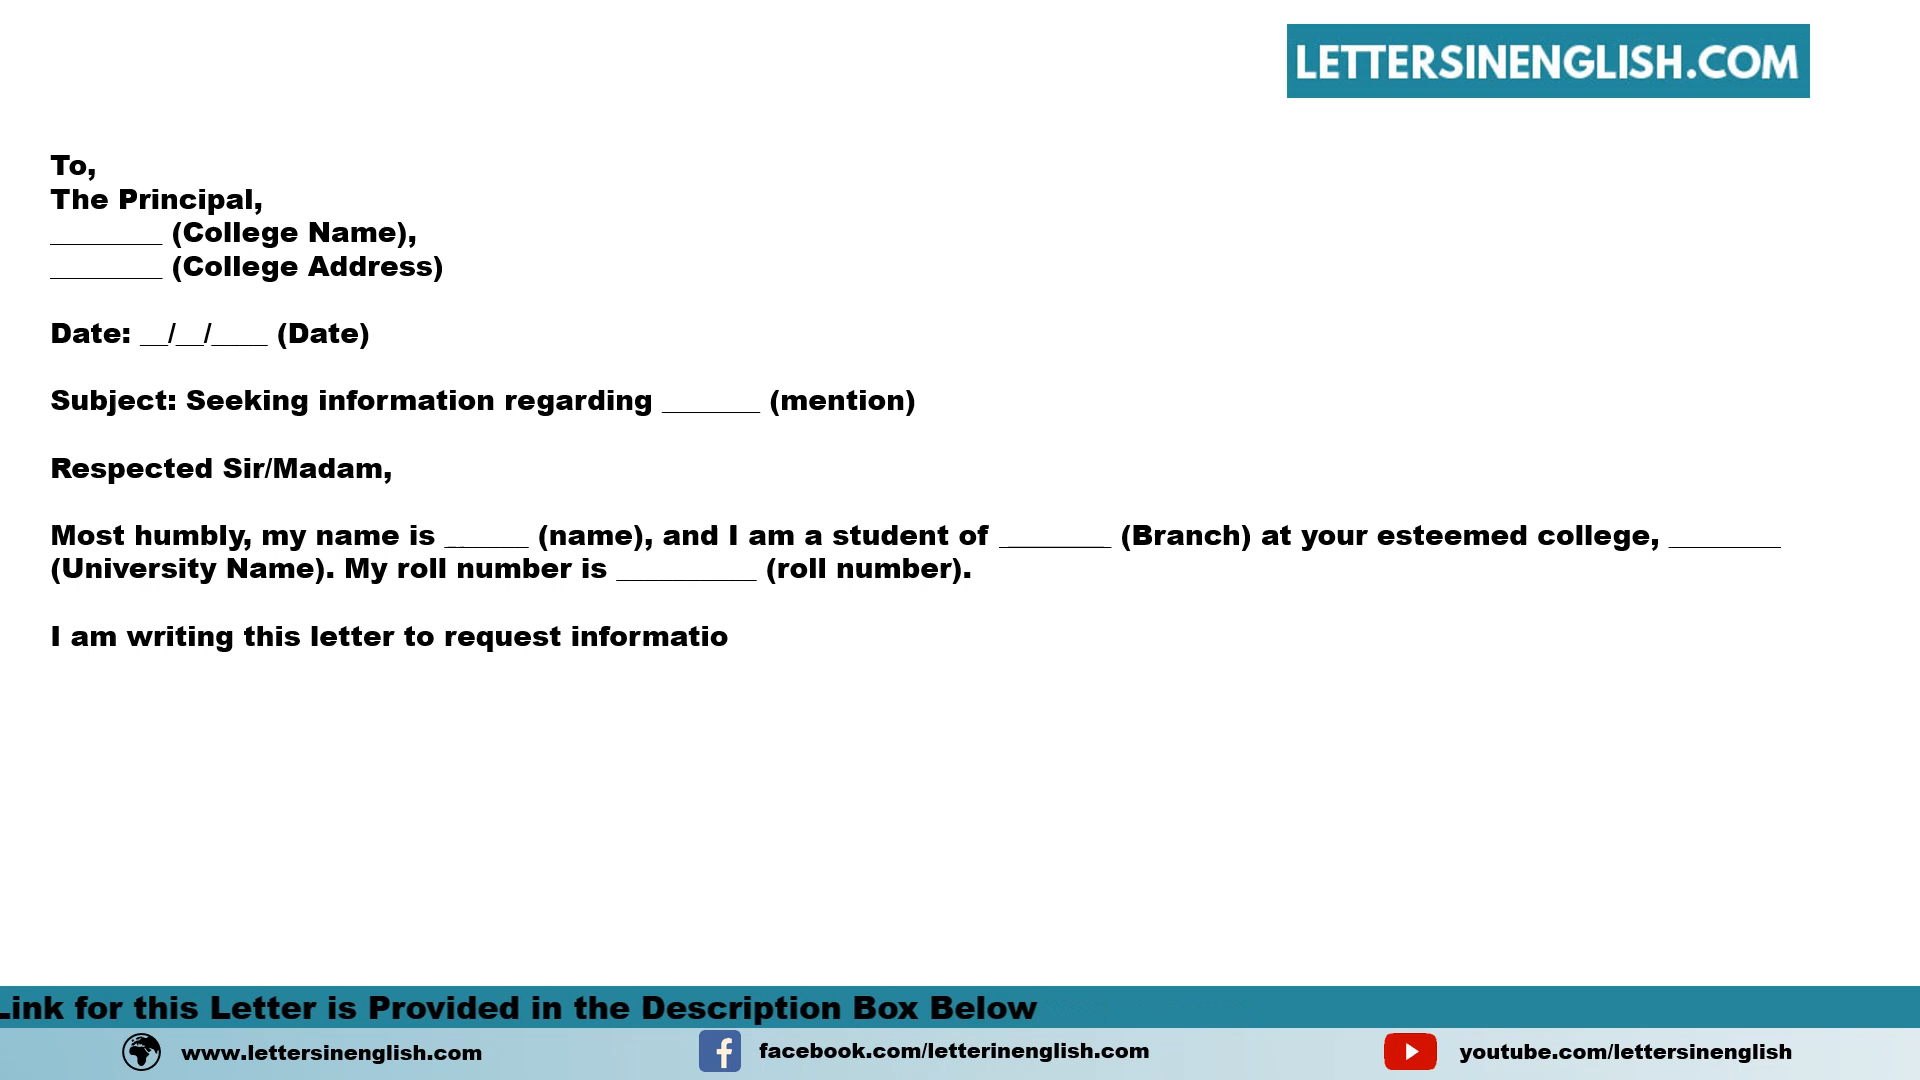 LETTERSINENGLISH.COM
To,
The Principal,
________ (College Name),
________ (College Address)
Date: __/__/____ (Date)
Subject: Seeking information regarding _______ (mention)
Respected Sir/Madam,
Most humbly, my name is ______ (name), and I am a student of ________ (Branch) at your esteemed college, ________
(University Name). My roll number is __________ (roll number).
I am writing this letter to request informatio
Link for this Letter is Provided in the Description Box Below
www.lettersinenglish.com
facebook.com/letterinenglish.com
youtube.com/lettersinenglish